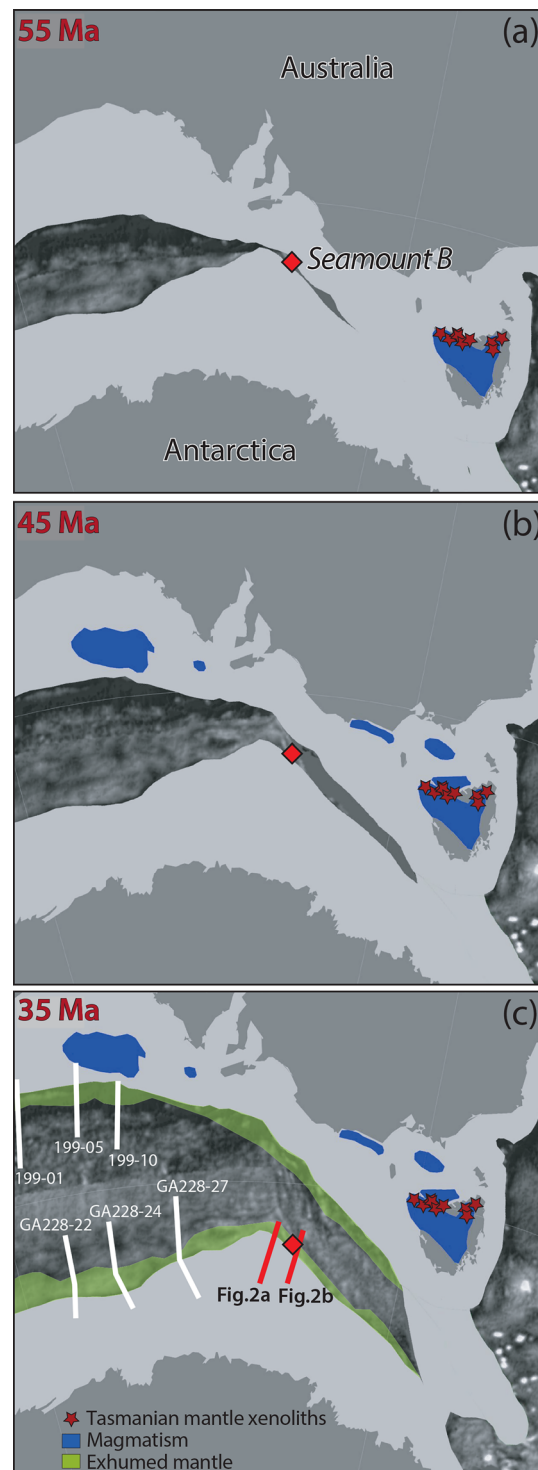 55 Ma
(a)
Australia
Seamount B
Antarctica
45 Ma
(b)
35 Ma
(c)
199-05
199-01
199-10
GA228-27
GA228-24
GA228-22
Fig.2a
Fig.2b
Tasmanian mantle xenoliths
Magmatism
Exhumed mantle